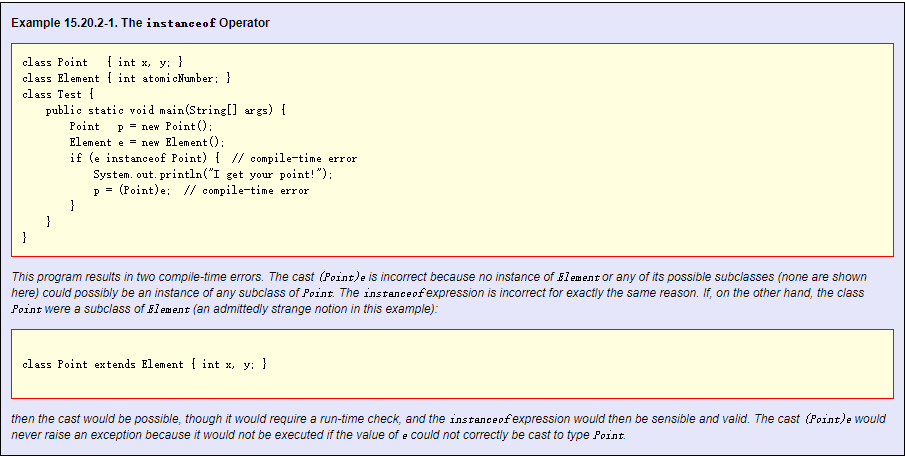 Example 15.20.2-1. The instanceof Operator
class Point   { int x, y; }
class Element { int atomicNumber; }
class Test {
    public static void main(String[] args) {
        Point   p = new Point();
        Element e = new Element();
        if (e instanceof Point) {  // compile-time error
            System.out.println("I get your point!");
            p = (Point)e;  // compile-time error
        }
    }
}
This program results in two compile-time errors. The cast (Point)e is incorrect because no instance of Element or any of its possible subclasses (none are shown
here) could possibly be an instance of any subclass of Point. The instanceof expression is incorrect for exactly the same reason. If, on the other hand, the class
Point were a subclass of Element (an admittedly strange notion in this example):
class Point extends Element { int x, y; }
then the cast would be possible, though it would require a run-time check, and the instanceof expression would then be sensible and valid. The cast (Point)e would
never raise an exception because it would not be executed if the value of e could not correctly be cast to type Point.